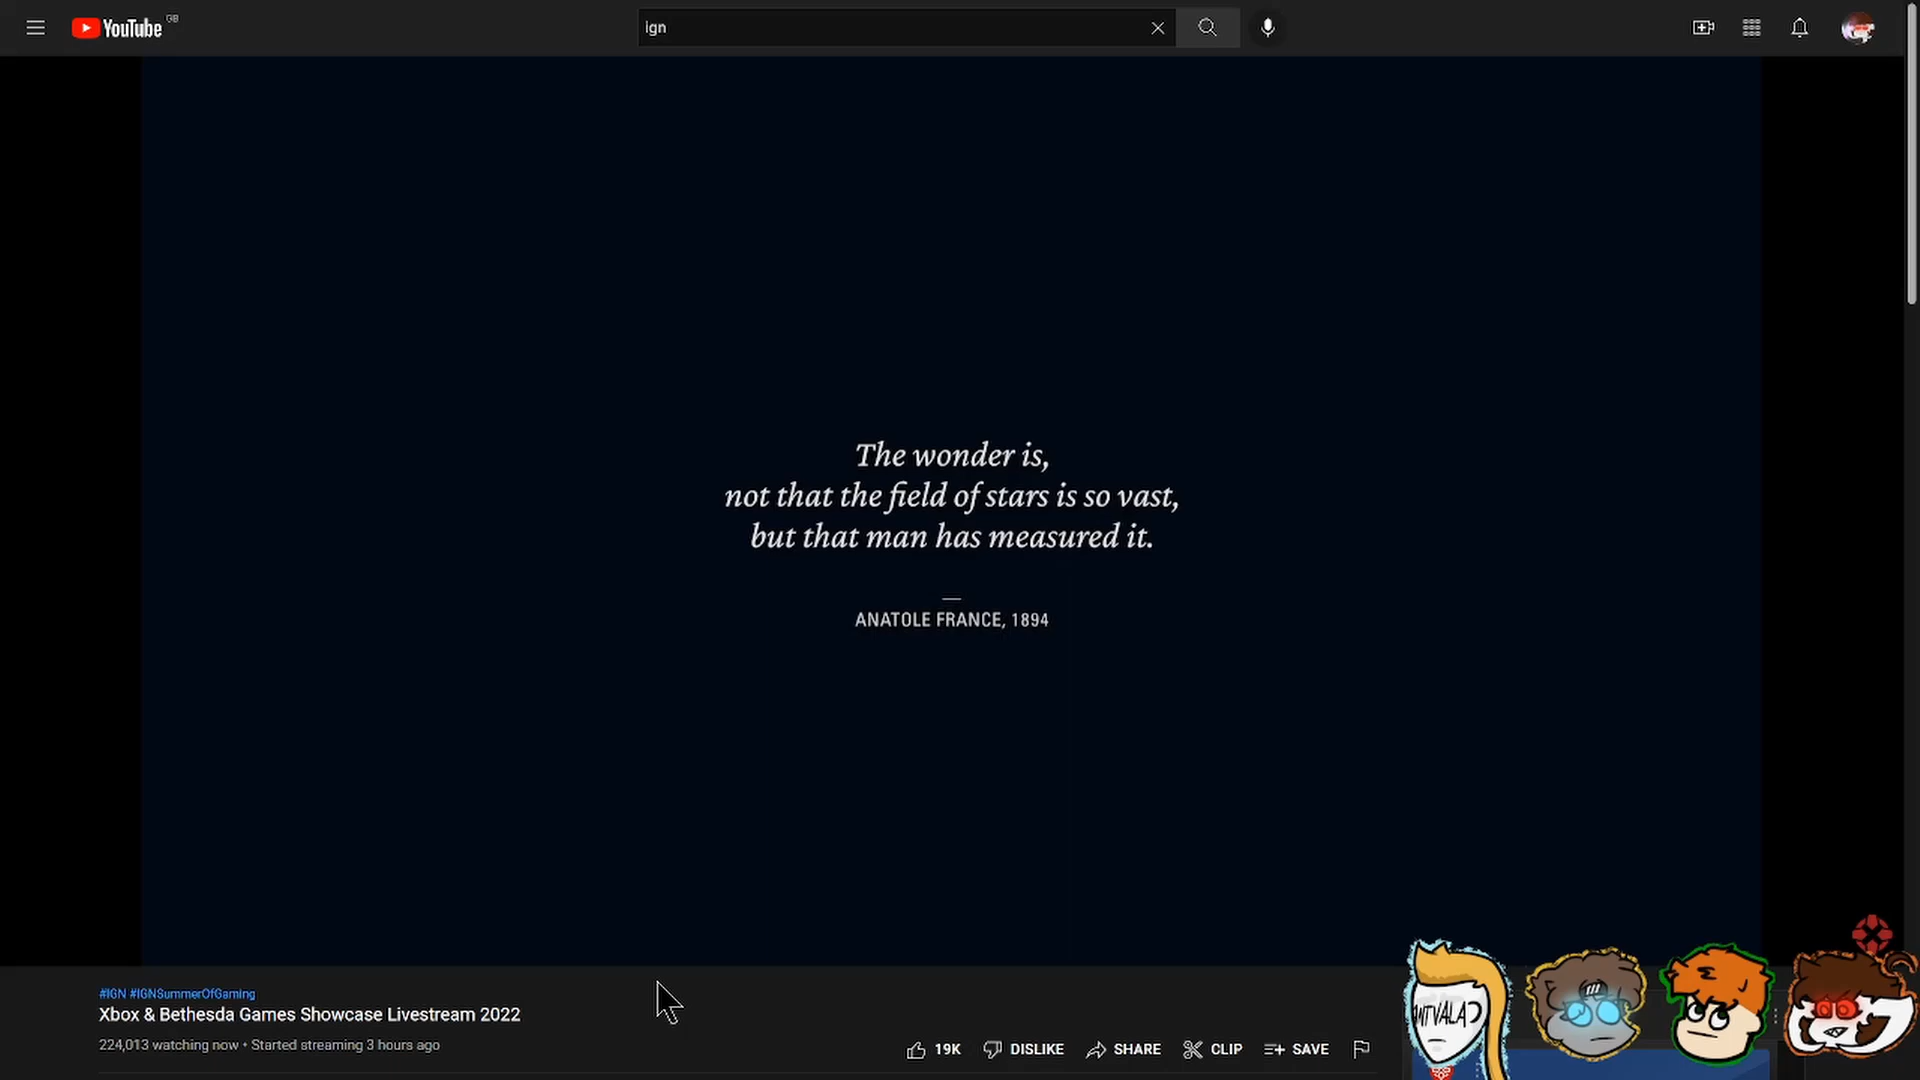 YouTube GB
ign
The wonder is,
not that the field of stars is so vast,
but that man has measured it.
ANATOLE FRANCE, 1894
#IGN #IGNSummerOfGaming
Xbox & Bethesda Games Showcase Livestream 2022
224,013 watching now • Started streaming 3 hours ago
19K DISLIKE SHARE CLIP SAVE